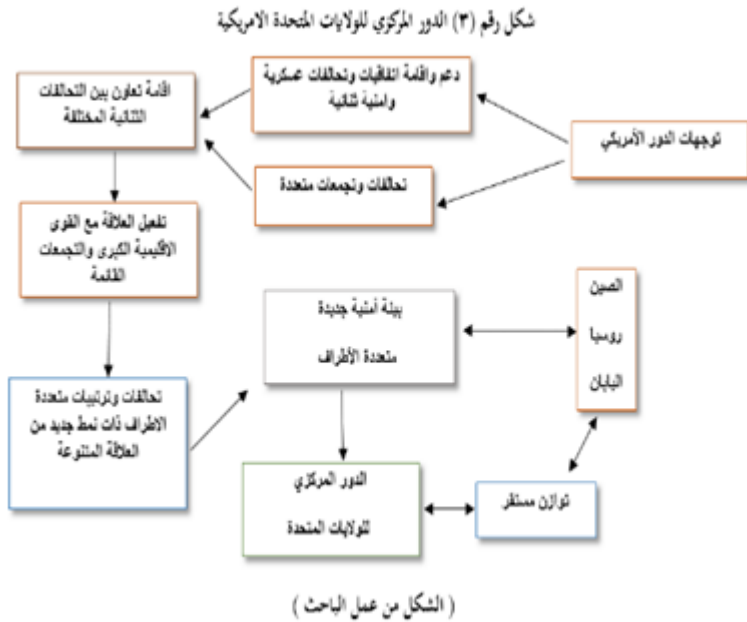 شكل رقم (٣) الدور المركزي للولايات المتحدة الامريكية
توجهات الدور الأمريكي
دعم واقامة اتفاقيات وتحالفات عسكرية
وامنية ثنائية
تحالفات وتجمعات متعددة
اقامة تعاون بين التحالفات
الثنائية المختلفة
تفعيل العلاقة مع القوى
الاقليمية الكبرى والتجمعات
القائمة
تحالفات وترتيبات متعددة
الاطراف ذات نمط جديد من
العلاقة المتنوعة
بيئة أمنية جديدة
متعددة الأطراف
الصين
روسيا
اليابان
الدور المركزي
للولايات المتحدة
توازن مستقر
( الشكل من عمل الباحث )